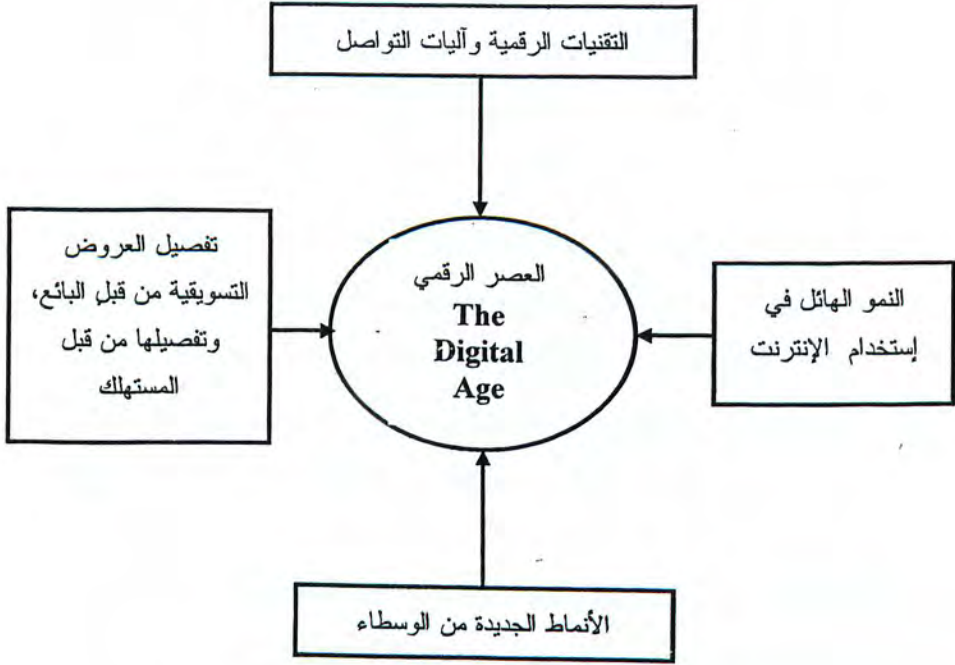 التقنيات الرقمية وآليات التواصل
النمو الهائل في
إستخدام الإنترنت
العصر الرقمي
The
Digital
Age
تفصيل العروض
التسويقية من قبل البائع،
وتفصيلها من قبل
المستهلك
الأنماط الجديدة من الوسطاء